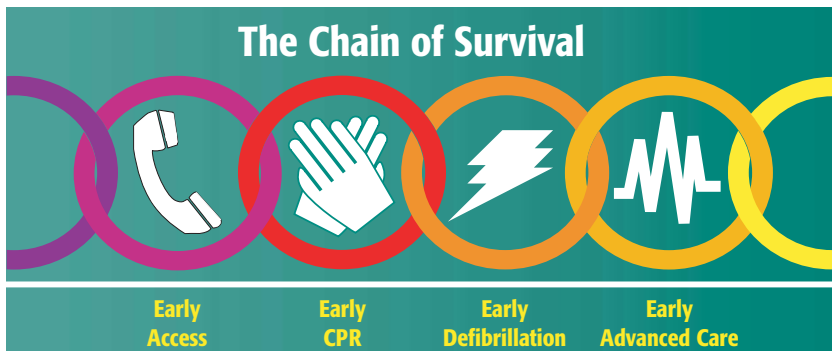 The Chain of Survival
Early
Access
Early
CPR
Early
Defibrillation
Early
Advanced Care